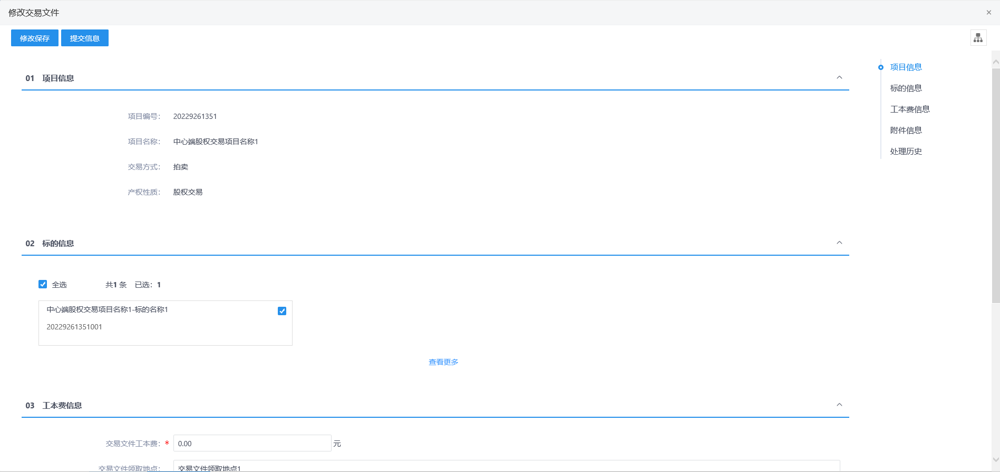 修改交易文件
修改保存 提交信息
项目信息
标的信息
工本费信息
附件信息
处理历史
01 项目信息
项目编号： 20229261351
项目名称： 中心端股权交易项目名称1
交易方式： 拍卖
产权性质： 股权交易
02 标的信息
全选 共1 条 已选：1
中心端股权交易项目名称1-标的名称1
20229261351001
查看更多
03 工本费信息
交易文件工本费： * 0.00 元
交易文件领取地点： 交易文件领取地点1